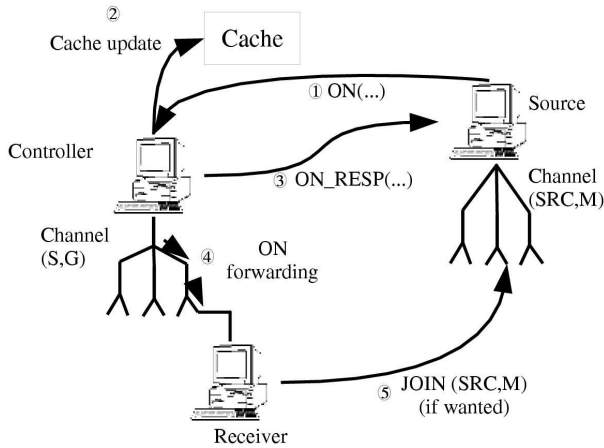 ②
Cache update
Cache
① ON(...)
Source
Controller
③ ON_RESP(...)
Channel
(SRC,M)
Channel
(S,G)
④ ON
forwarding
⑤ JOIN (SRC,M)
(if wanted)
Receiver